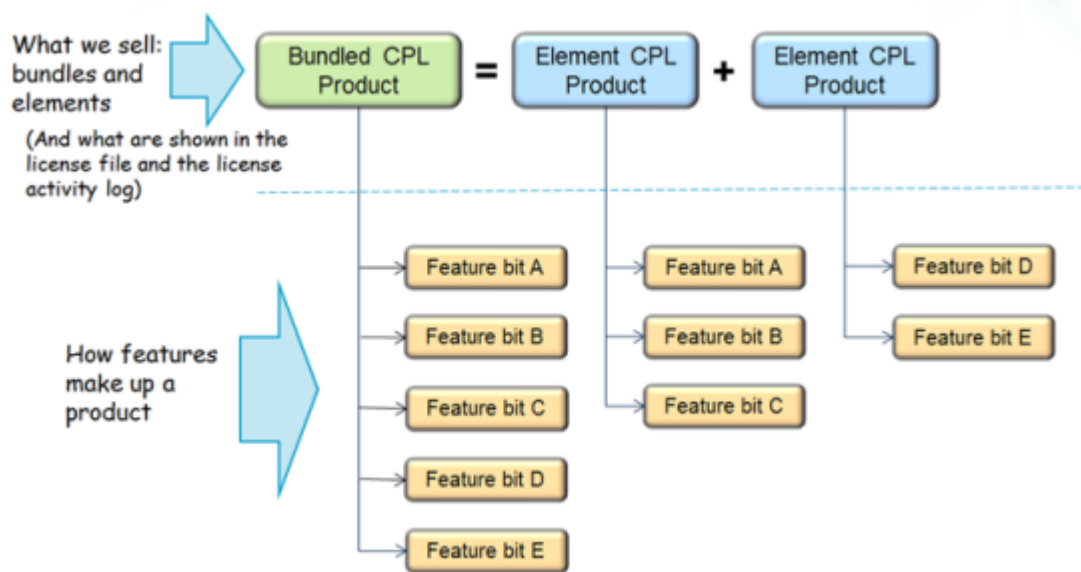 What we sell:
bundles and
elements
(And what are shown in the
license file and the license
activity log)
Bundled CPL
Product
=
Element CPL
Product
+
Element CPL
Product
How features
make up a
product
Feature bit A
Feature bit B
Feature bit C
Feature bit D
Feature bit E
Feature bit A
Feature bit B
Feature bit C
Feature bit D
Feature bit E